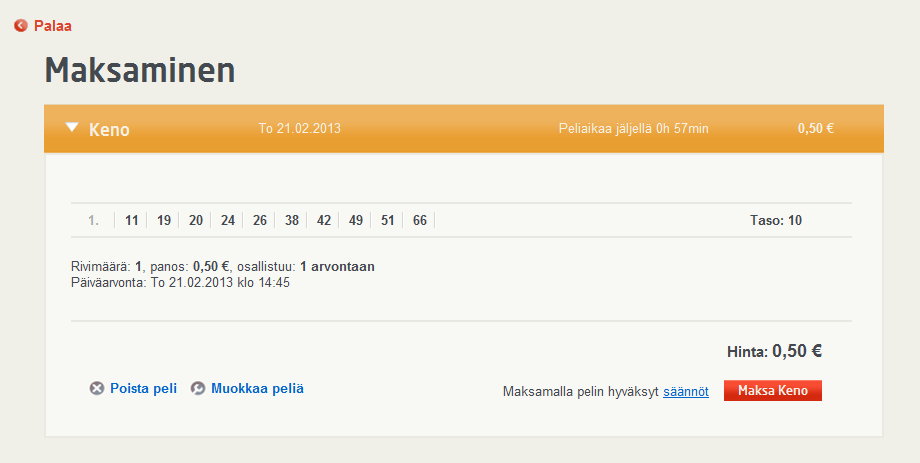 Palaa
Maksaminen
Keno To 21.02.2013 Peliaikaa jäljellä 0h 57min 0,50 €
1. 11 19 20 24 26 38 42 49 51 66 Taso: 10
Rivimäärä: 1, panos: 0,50 €, osallistuu: 1 arvontaan
Päiväarvonta: To 21.02.2013 klo 14:45
Hinta: 0,50 €
Poista peli Muokkaa peliä Maksamalla pelin hyväksyt säännöt Maksa Keno